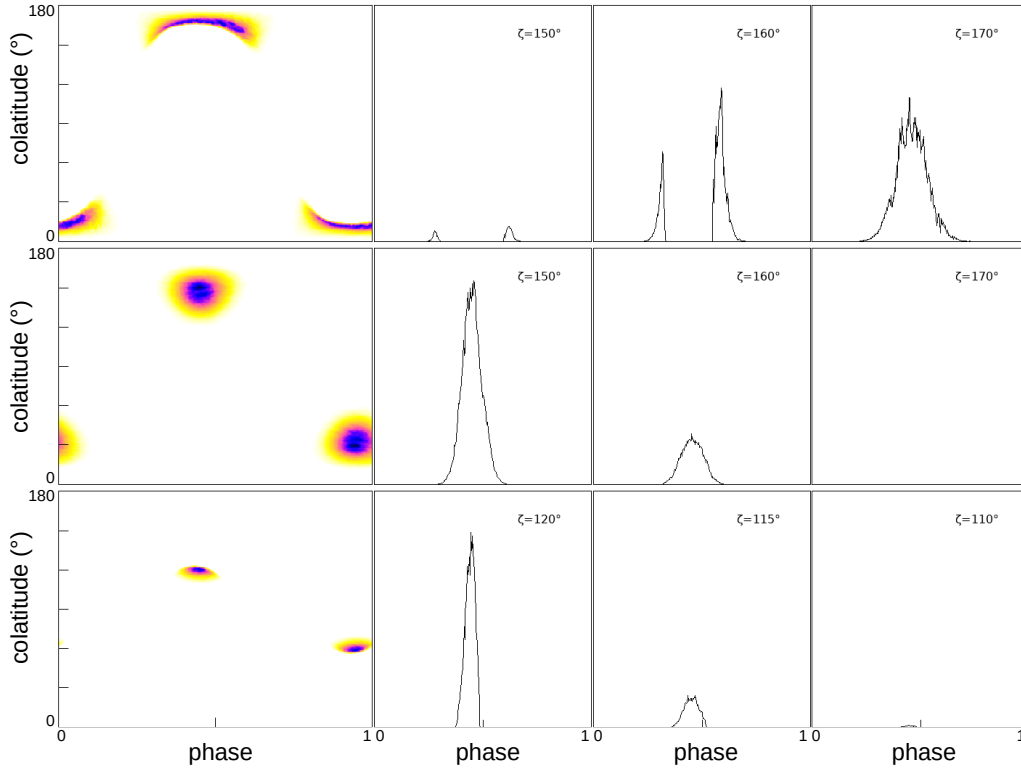 180
colatitude (°)
0
ζ=150°
ζ=160°
ζ=170°
180
colatitude (°)
0
ζ=150°
ζ=160°
ζ=170°
180
colatitude (°)
0
ζ=120°
ζ=115°
ζ=110°
0 1 0 1 0 1 0 1
phase phase phase phase